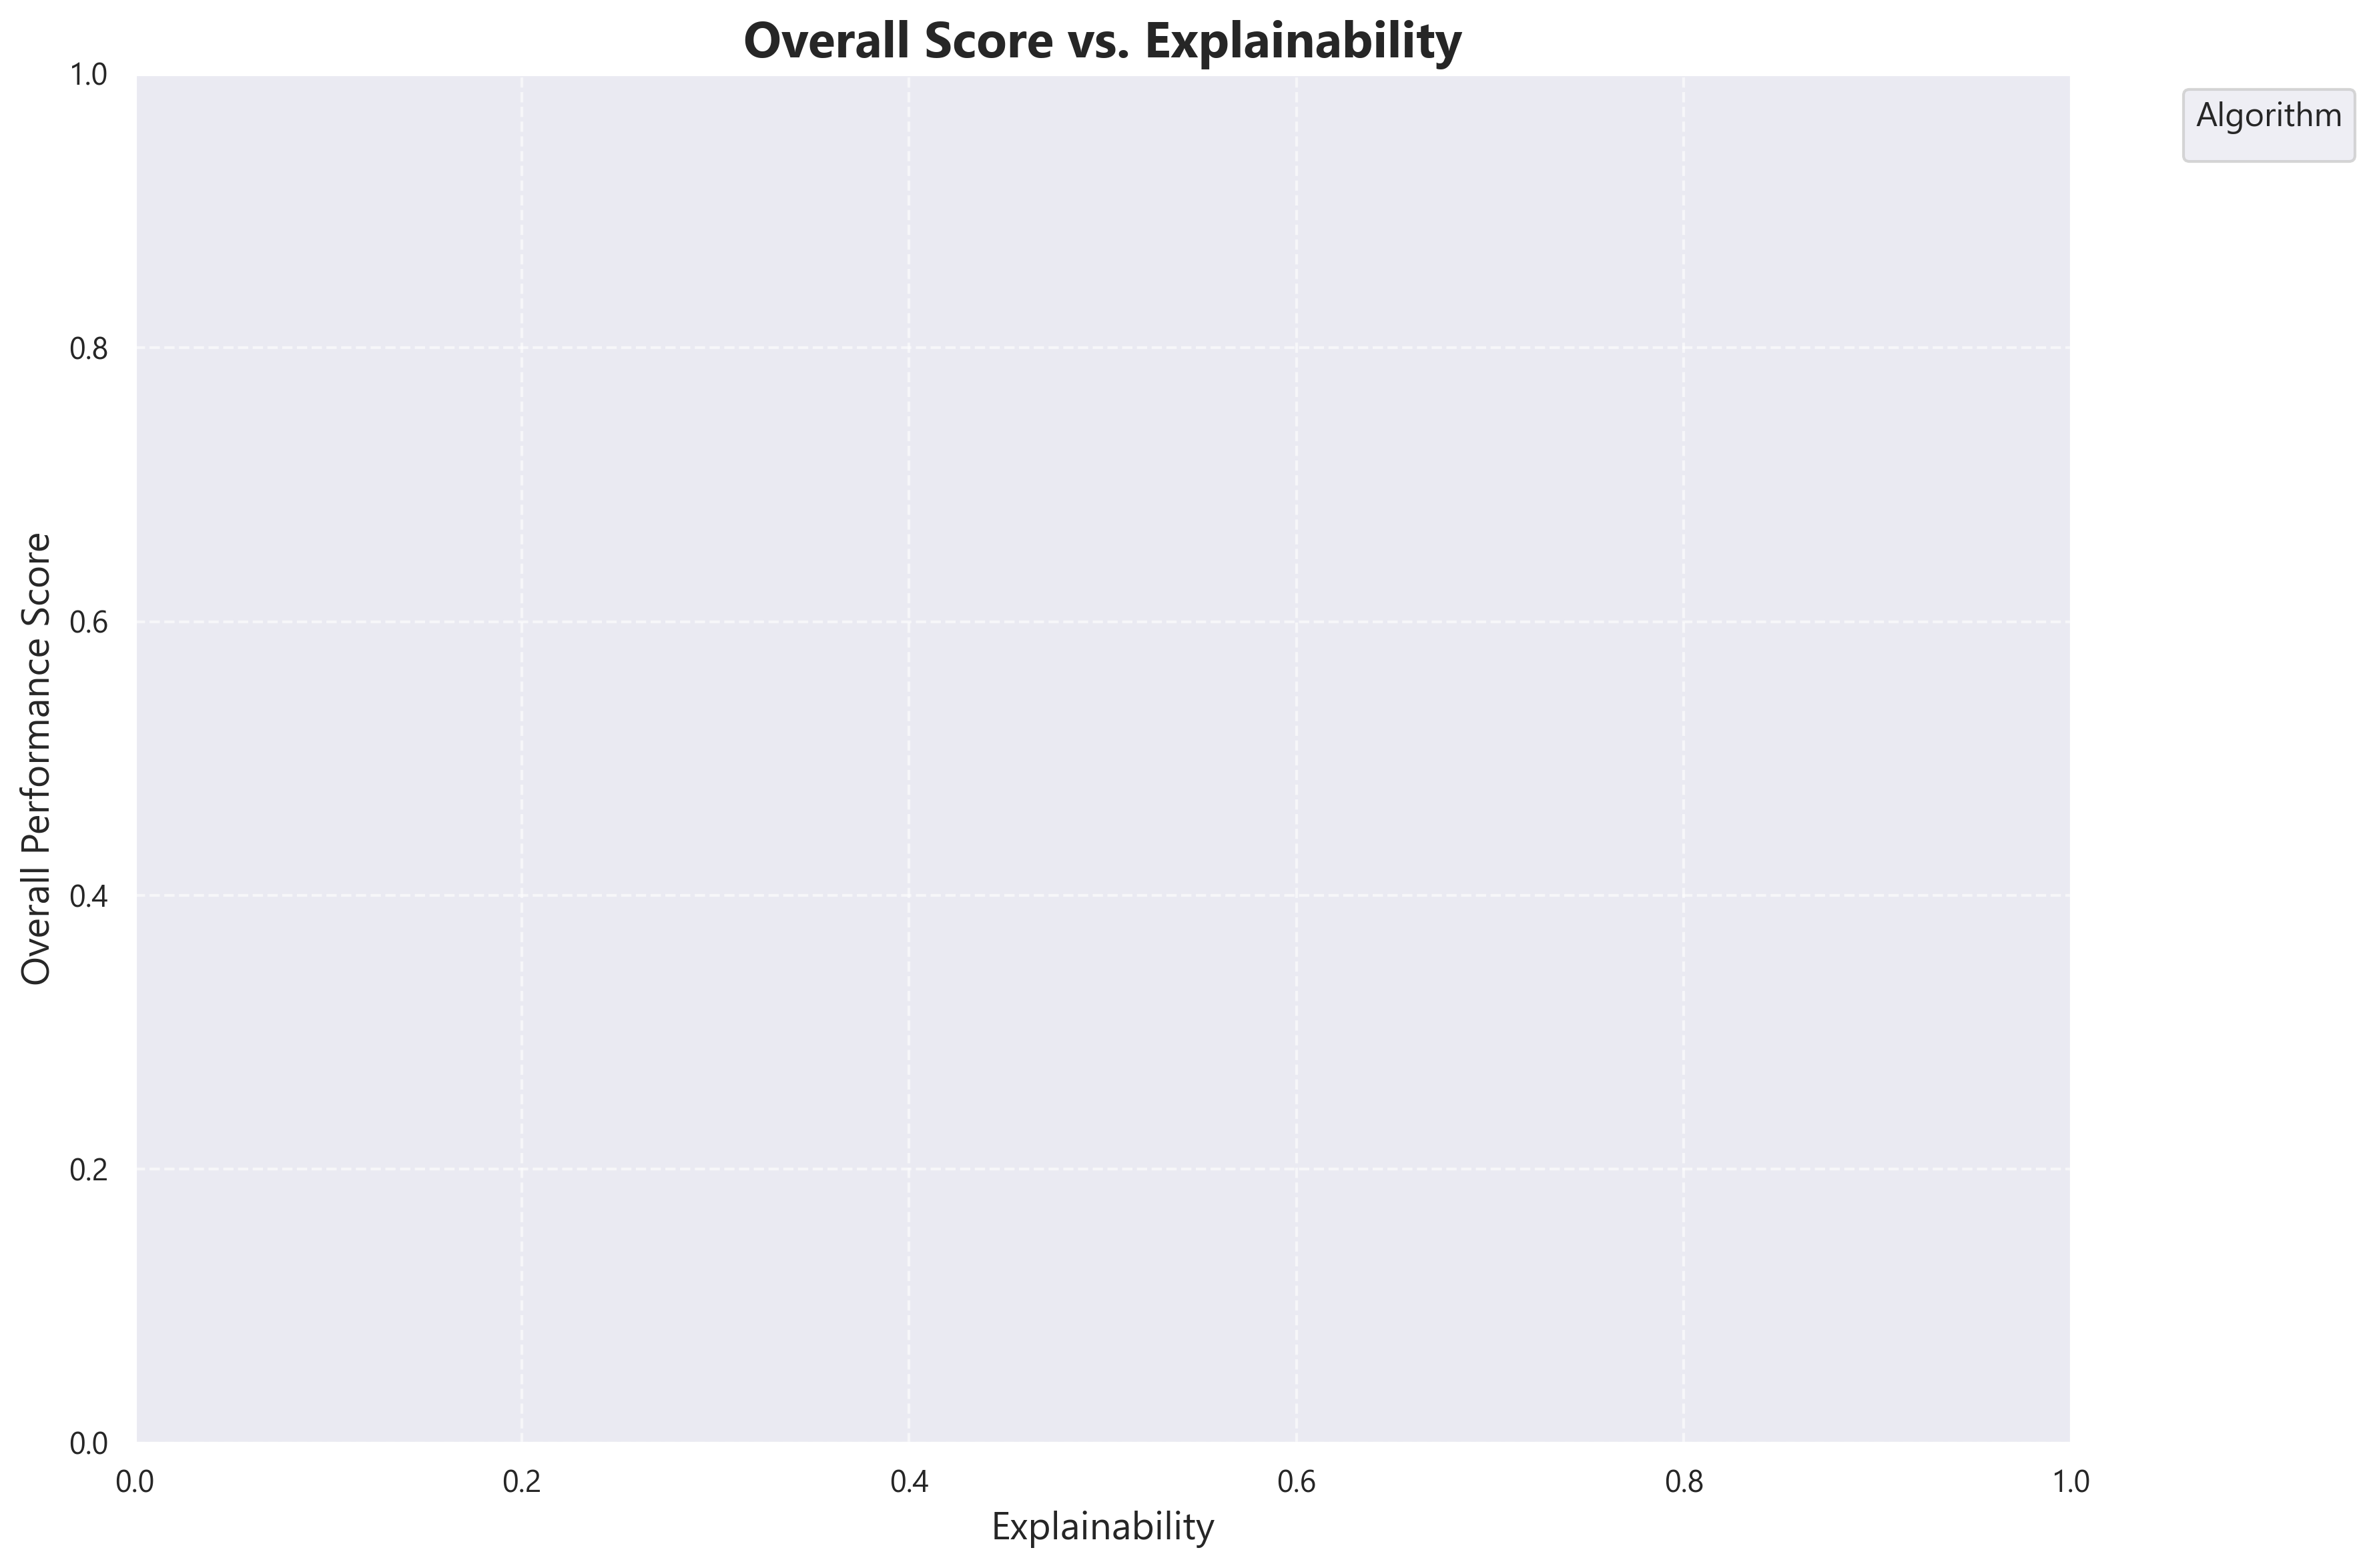 Overall Score vs. Explainability
Algorithm
Overall Performance Score
1.0
0.8
0.6
0.4
0.2
0.0
0.0 0.2 0.4 0.6 0.8 1.0
Explainability